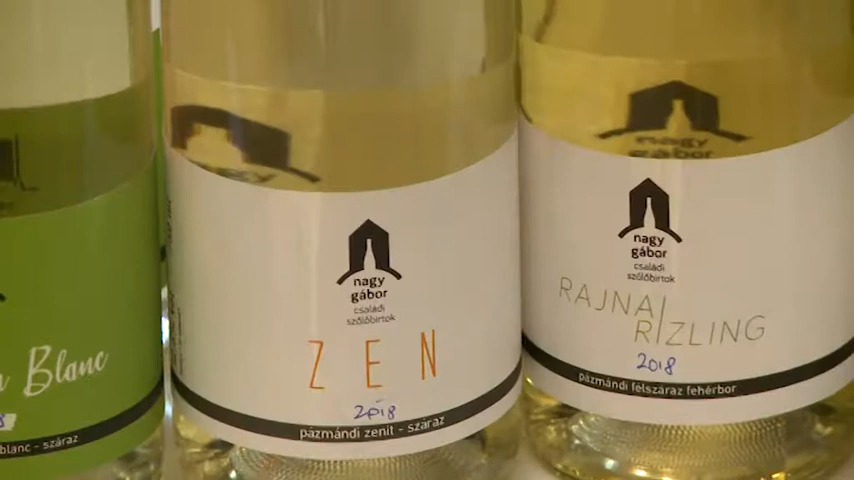 Blanc
blanc - száraz
nagy
gábor
családi
szőlőbirtok
ZEN
2018
pázmándi zenit - száraz
nagy
gábor
családi
szőlőbirtok
RAJNAI
RIZLING
2018
pázmándi félszáraz fehérbor